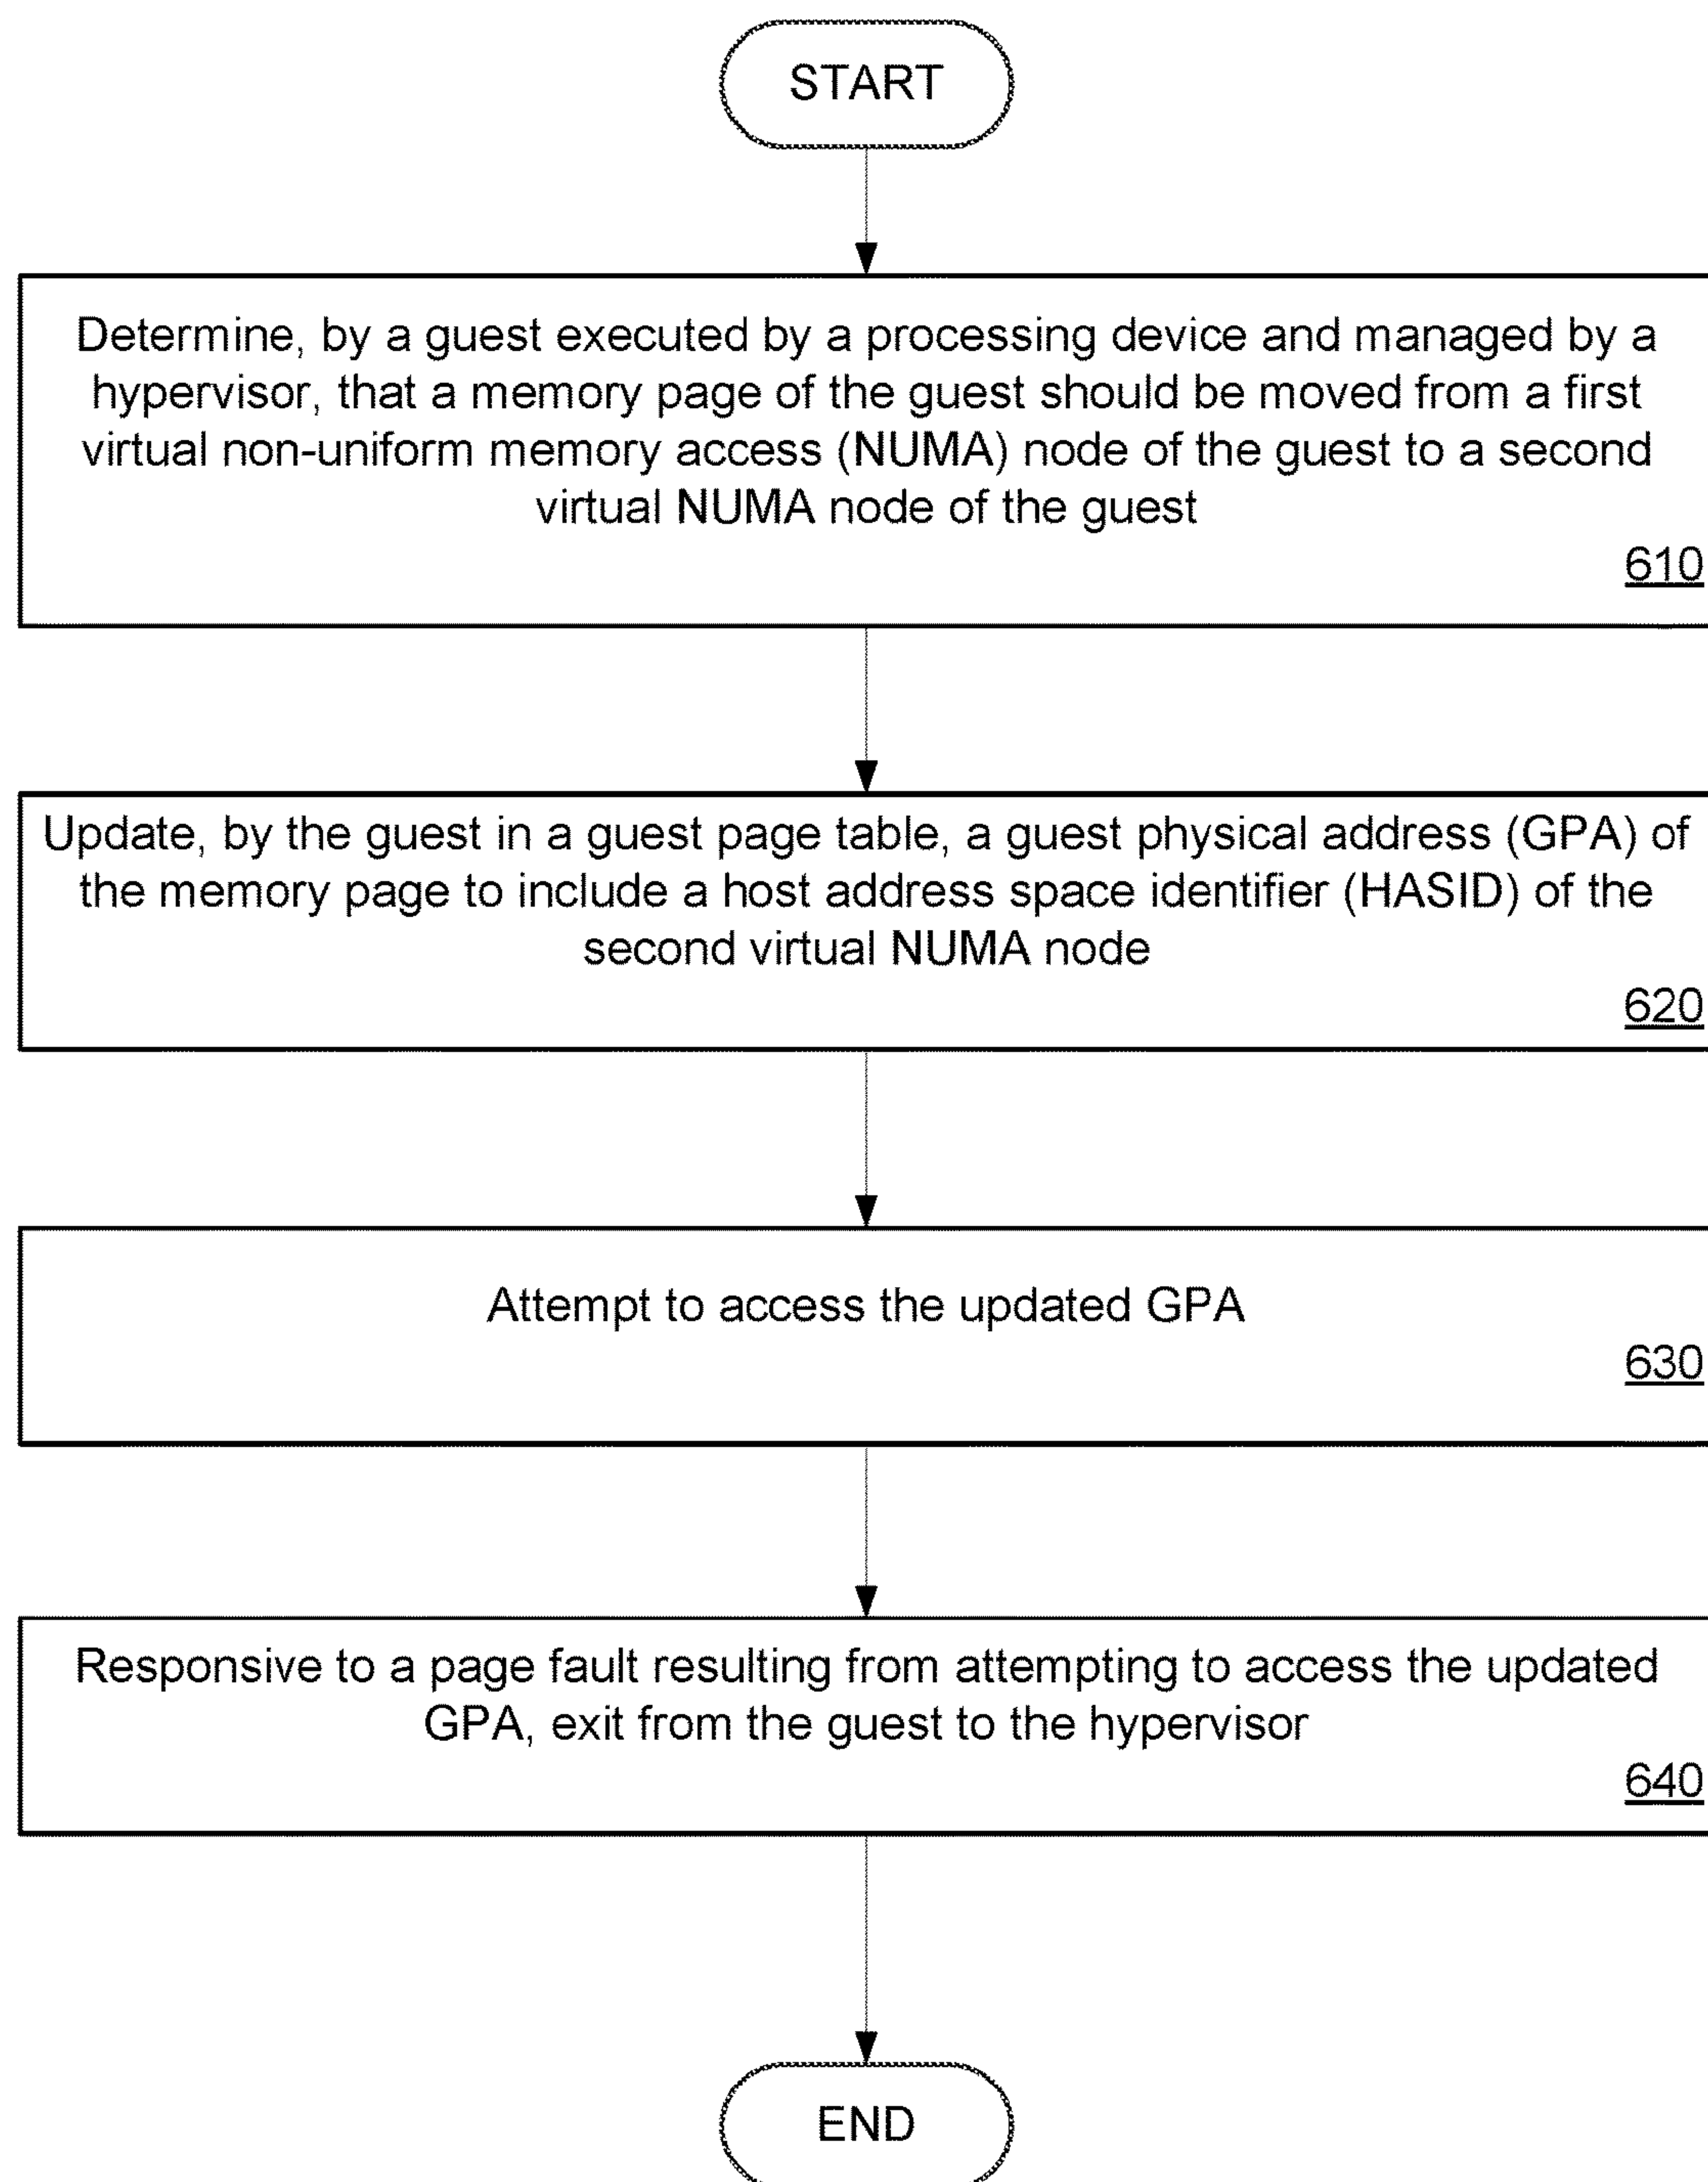 START
Determine, by a guest executed by a processing device and managed by a
hypervisor, that a memory page of the guest should be moved from a first
virtual non-uniform memory access (NUMA) node of the guest to a second
virtual NUMA node of the guest
610
Update, by the guest in a guest page table, a guest physical address (GPA) of
the memory page to include a host address space identifier (HASID) of the
second virtual NUMA node
620
Attempt to access the updated GPA
630
Responsive to a page fault resulting from attempting to access the updated
GPA, exit from the guest to the hypervisor
640
END